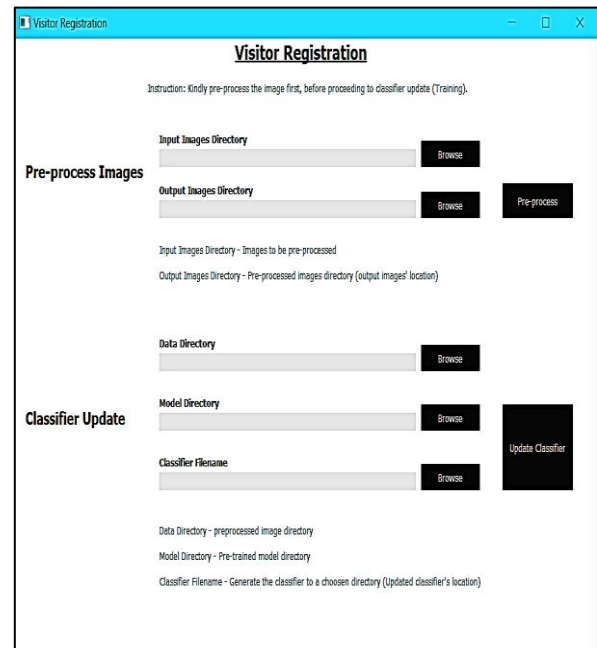 Visitor Registration
Visitor Registration
Instruction: Kindly pre-process the image first, before proceeding to classifier update (Training).
Pre-process Images
Input Images Directory
Browse
Output Images Directory
Browse
Pre-process
Input Images Directory - Images to be pre-processed
Output Images Directory - Pre-processed images directory (output images' location)
Classifier Update
Data Directory
Browse
Model Directory
Browse
Classifier Filename
Browse
Update Classifier
Data Directory - preprocessed image directory
Model Directory - Pre-trained model directory
Classifier Filename - Generate the classifier to a choosen directory (Updated classifier's location)